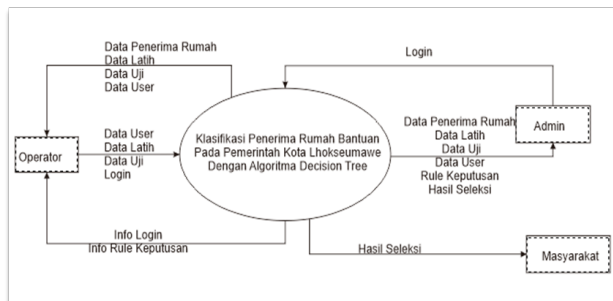 Data Penerima Rumah
Data Latih
Data Uji
Data User
Login
Operator
Data User
Data Latih
Data Uji
Login
Klasifikasi Penerima Rumah Bantuan
Pada Pemerintah Kota Lhokseumawe
Dengan Algoritma Decision Tree
Data Penerima Rumah
Data Latih
Data Uji
Data User
Rule Keputusan
Hasil Seleksi
Admin
Info Login
Info Rule Keputusan
Hasil Seleksi
Masyarakat